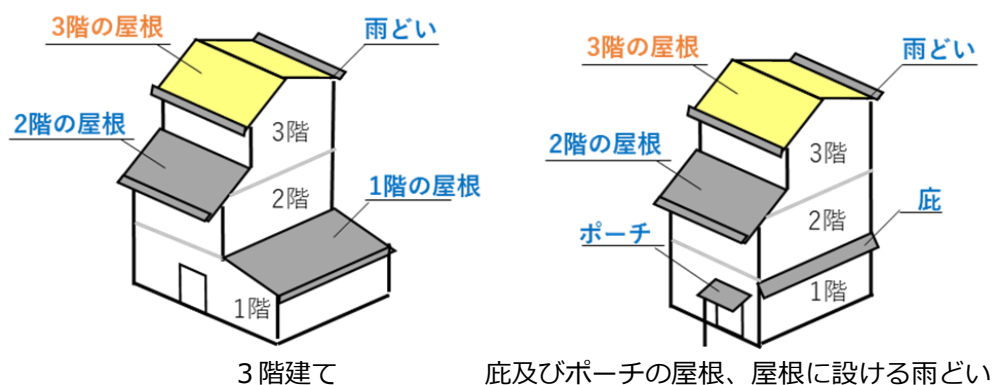 3階の屋根
雨どい
2階の屋根
3階
2階
1階の屋根
1階
３階建て
3階の屋根
雨どい
2階の屋根
3階
庇
ポーチ
2階
1階
庇及びポーチの屋根、屋根に設ける雨どい